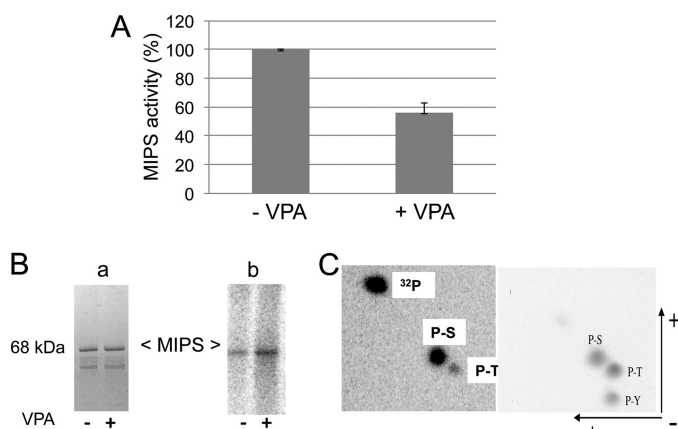 A
MIPS activity (%)
120
100
80
60
40
20
0
- VPA
+ VPA
B
a
b
68 kDa
< MIPS >
VPA
- +
- +
C
32P
P-S
P-T
P-S
P-T
P-Y
+
-
+